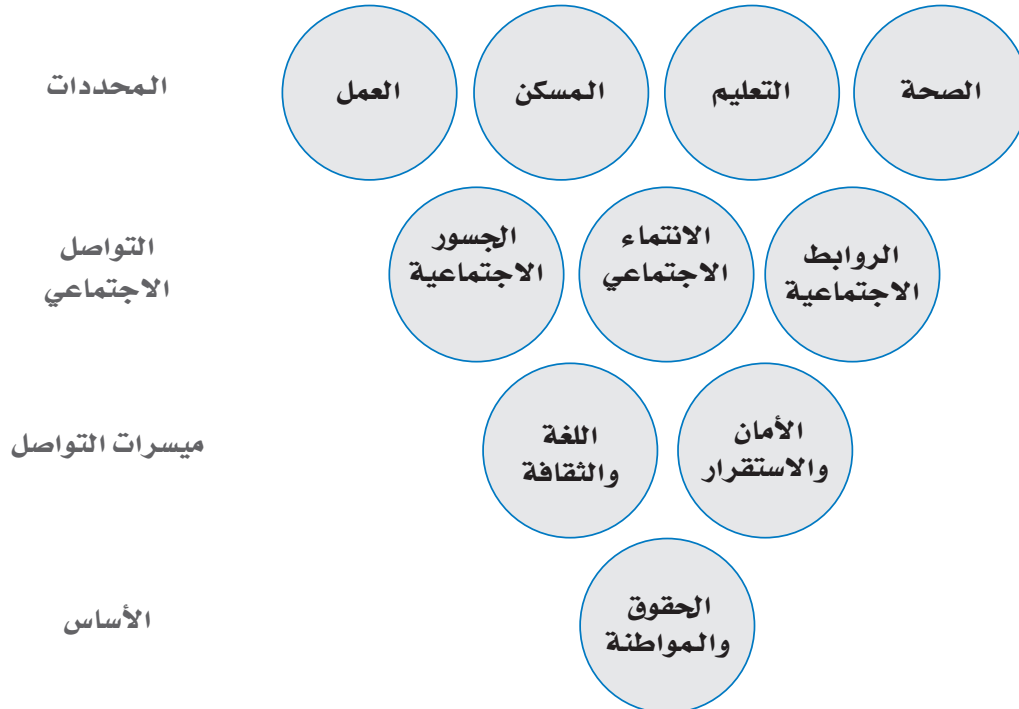 المحددات
الصحة
التعليم
المسكن
العمل
التواصل
الاجتماعي
الروابط
الاجتماعية
الانتماء
الاجتماعي
الجسور
الاجتماعية
ميسرات التواصل
الأمان
والاستقرار
اللغة
والثقافة
الأساس
الحقوق
والمواطنة